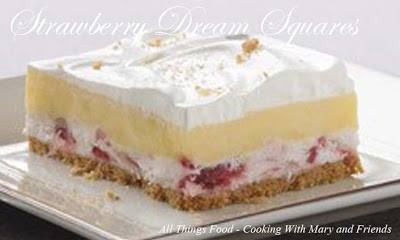 Strawberry Dream Squares
All Things Food - Cooking With Mary and Friends